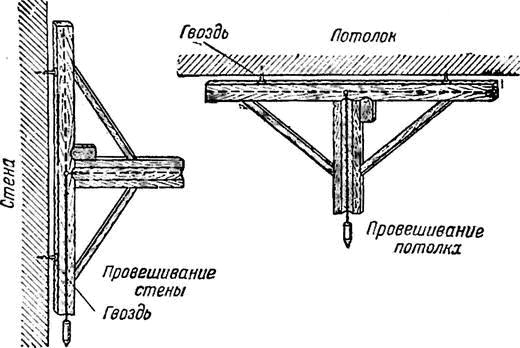 Стена
Провешивание
стены
Гвоздь
Гвоздь
Потолок
Провешивание
потолка